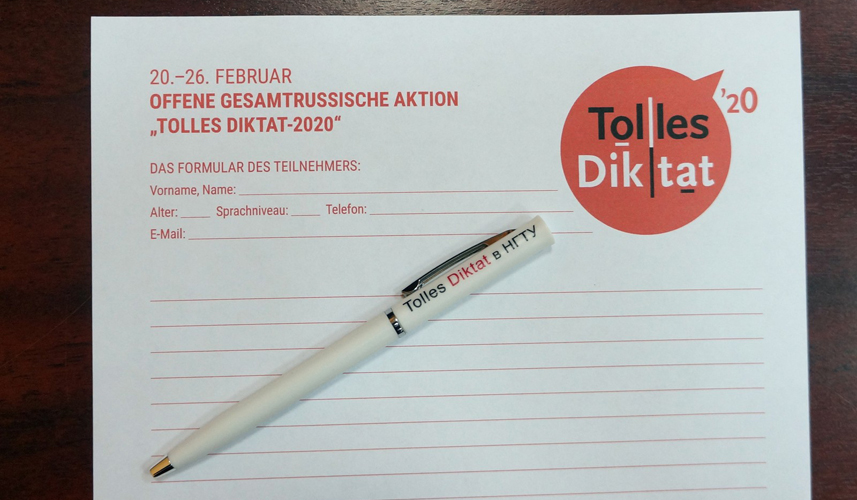 20.–26. FEBRUAR
OFFENE GESAMTRUSSISCHE AKTION
„TOLLES DIKTAT-2020“
'20
Tolles
Diktat
DAS FORMULAR DES TEILNEHMERS:
Vorname, Name:
Alter: Sprachniveau: Telefon:
E-Mail:
Tolles Diktat в НГТУ